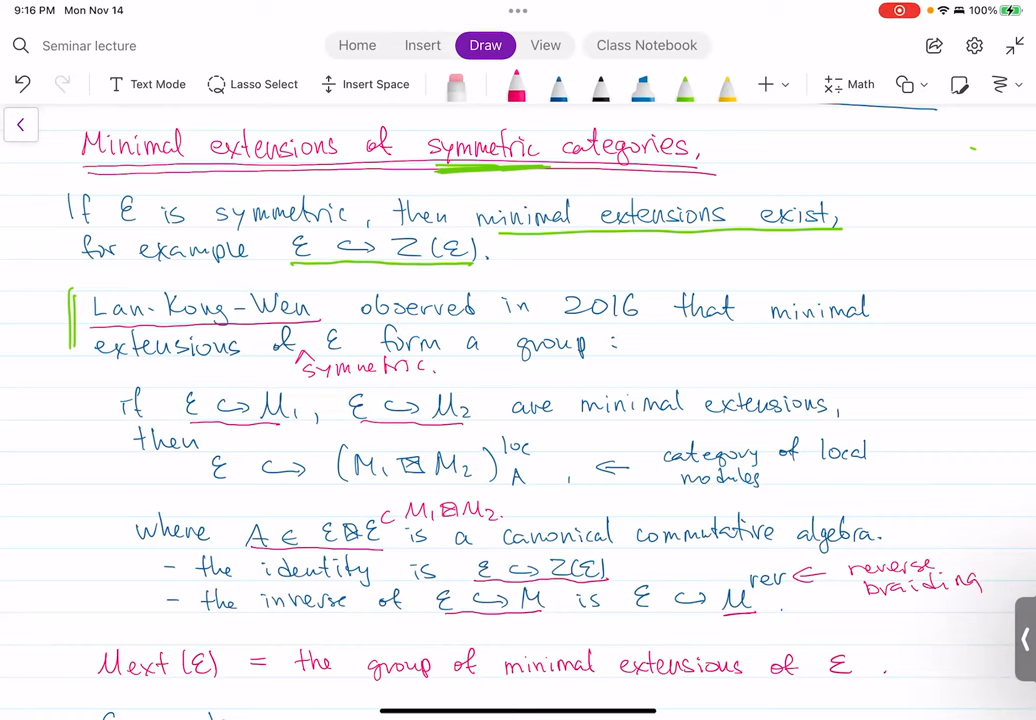 9:16 PM Mon Nov 14
100%
Seminar lecture
Home Insert Draw View Class Notebook
Text Mode Lasso Select Insert Space Math
Minimal extensions of symmetric categories.
If ℰ is symmetric, then minimal extensions exist,
for example ℰ ↪ Z(ℰ).
Lan-Kong-Wen observed in 2016 that minimal
extensions of ℰ form a group :
symmetric.
if ℰ ↪ M₁, ℰ ↪ M₂ are minimal extensions,
then
ℰ ↪ (M₁ ⊠ M₂)_A^loc , ← category of local
modules
⊂ M₁ ⊠ M₂.
where A ∈ ℰ ⊠ ℰ is a canonical commutative algebra.
- the identity is ℰ ↪ Z(ℰ)
- the inverse of ℰ ↪ M is ℰ ↪ M^rev . ← reverse
braiding
Mext(ℰ) = the group of minimal extensions of ℰ .